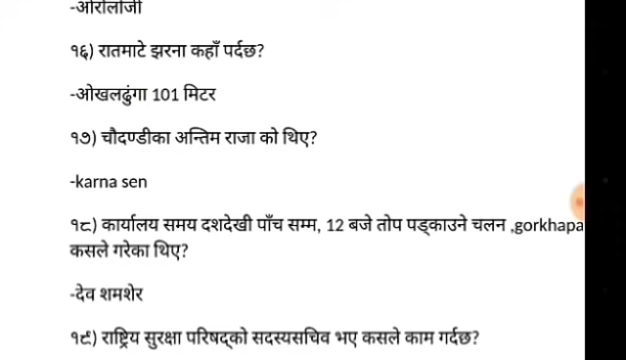 -ओरोलोजी
१६) रातमाटे झरना कहाँ पर्दछ?
-ओखलढुंगा 101 मिटर
१७) चौदण्डीका अन्तिम राजा को थिए?
-karna sen
१८) कार्यालय समय दशदेखी पाँच सम्म, 12 बजे तोप पड्काउने चलन ,gorkhapa
कसले गरेका थिए?
-देव शमशेर
१९) राष्ट्रिय सुरक्षा परिषद्को सदस्यसचिव भए कसले काम गर्दछ?